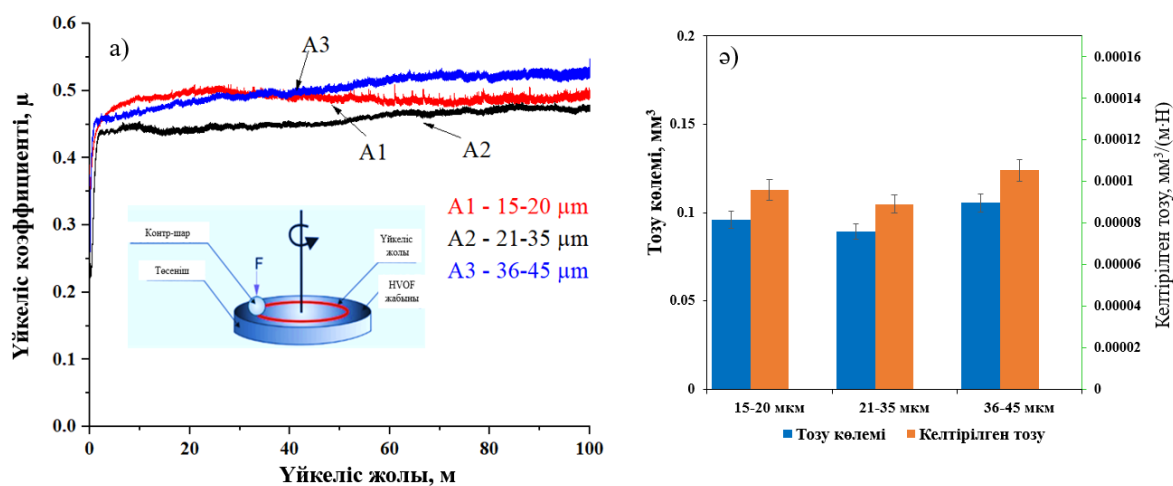 а)
0.6
0.5
0.4
0.3
0.2
0.1
0.0
Үйкеліс коэффициенті, µ
A3
A1
A2
A1 - 15-20 µm
A2 - 21-35 µm
A3 - 36-45 µm
Контр-шар
Төсеніш
F
Үйкеліс
жолы
HVOF
жабыны
0 20 40 60 80 100
Үйкеліс жолы, м
ә)
0.2
0.15
0.1
0.05
0
Тозу көлемі, мм³
0.00016
0.00014
0.00012
0.0001
0.00008
0.00006
0.00004
0.00002
0
Келтірілген тозу, мм³/(м·Н)
15-20 мкм 21-35 мкм 36-45 мкм
Тозу көлемі Келтірілген тозу